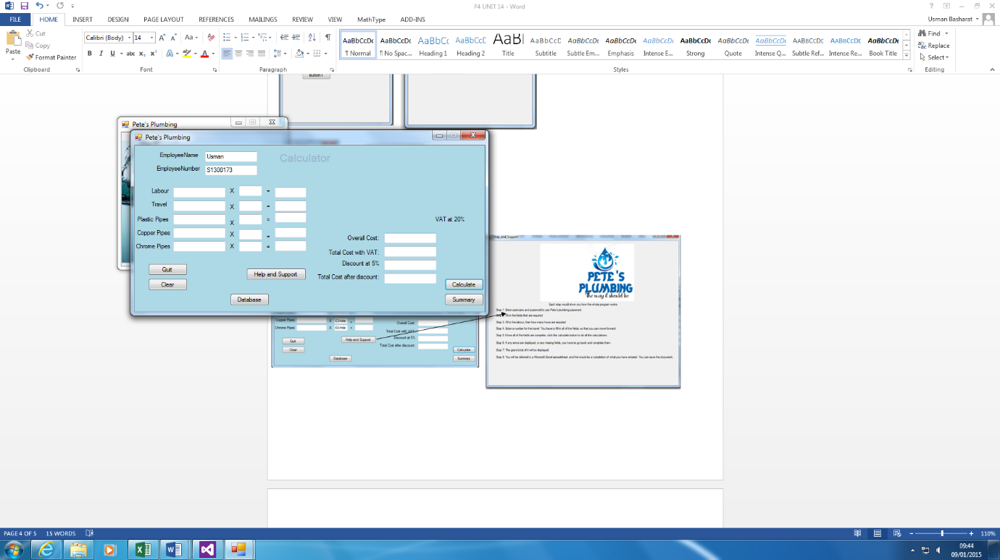 P4 UNIT 14 - Word
FILE HOME INSERT DESIGN PAGE LAYOUT REFERENCES MAILINGS REVIEW VIEW MathType ADD-INS
Usman Basharat
Paste
Cut
Copy
Format Painter
Clipboard
Calibri (Body) 14
Font
Paragraph
AaBbCcDc AaBbCcDc AaBbCc AaBbCcD AaBl AaBbCcD AaBbCcDc AaBbCcDc AaBbCcDc AaBbCcDc AaBbCcDc AaBbCcDc AaBbCcDc AaBbCcDc AaBbCcDc
¶ Normal ¶ No Spac... Heading 1 Heading 2 Title Subtitle Subtle Em... Emphasis Intense E... Strong Quote Intense Q... Subtle Ref... Intense Re... Book Title
Styles
Find
Replace
Select
Editing
Button1
Pete's Plumbing
Pete's Plumbing
EmployeeName Usman
Calculator
EmployeeNumber S1300173
Labour X =
Travel X =
Plastic Pipes X =
VAT at 20%
Copper Pipes X =
Overall Cost:
Chrome Pipes X =
Total Cost with VAT:
Discount at 5%
Quit
Help and Support
Total Cost after discount:
Clear
Calculate
Database
Summary
Copper Pipes X £3/mile =
Overall Cost:
Chrome Pipes X £4/mile =
Total Cost with VAT:
Quit
Help and Support
Discount at 5%
Total Cost after discount:
Clear
Calculate
Database
Summary
Help_and_Support
PETE'S
PLUMBING
The way it should be
Each step would show you how the whole program works
Step 1: Enter username and password to use Pete's plumbing password.
Step 2: Fill in the fields that are required
Step 3: Fill in the labour, then how many hours are required
Step 4: Enter a number for the travel. You have to fill in all of the fields, so that you can move forward
Step 5: Once all of the fields are complete, click the calculate button to do all the calculations
Step 6: If any errors are displayed, or any missing fields, you have to go back and complete them.
Step 7: The grand total of it will be displayed
Step 8: You will be referred to a Microsoft Excel spreadsheet, and this would be a completion of what you have entered. You can save the document.
PAGE 4 OF 5 15 WORDS
110%
09:44
09/01/2015